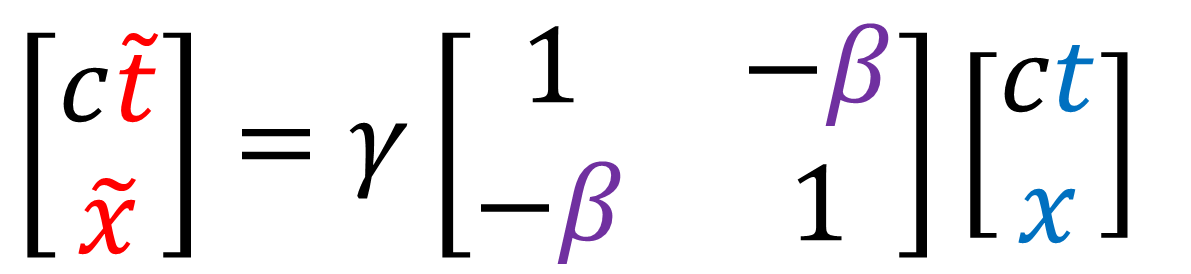 [ct̃ x̃] = γ [1 −β −β 1] [ct x]